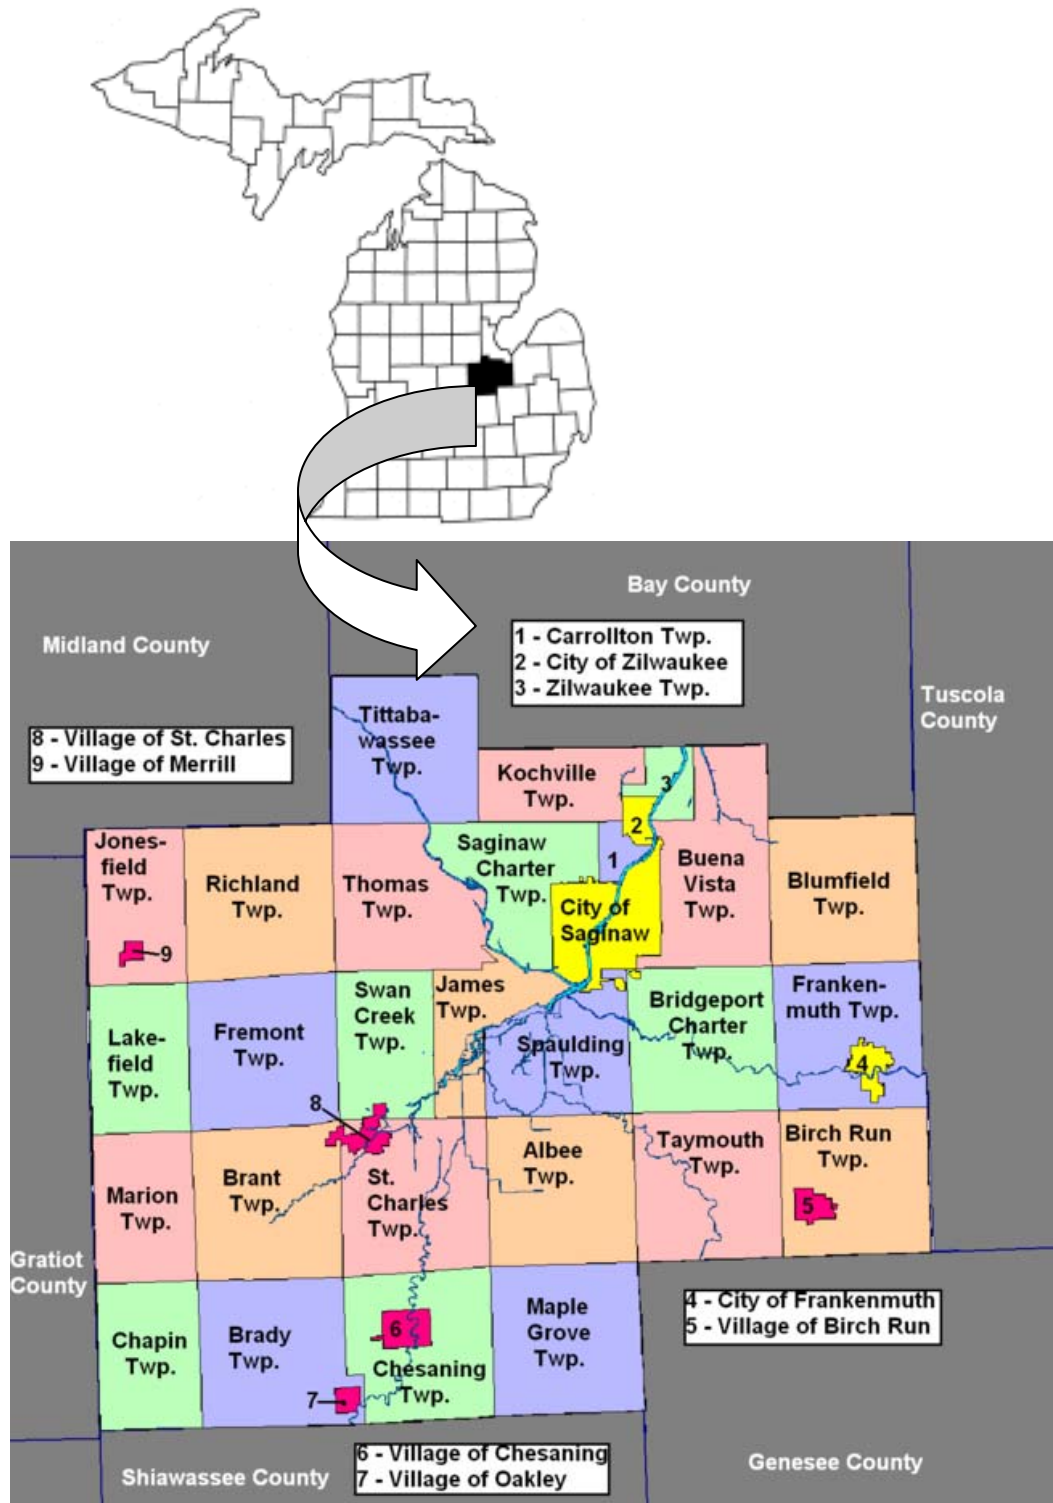 Bay County
Midland County
1 - Carrollton Twp.
2 - City of Zilwaukee
3 - Zilwaukee Twp.
Tuscola
County
8 - Village of St. Charles
9 - Village of Merrill
Tittaba-
wassee
Twp.
Kochville
Twp.
3
2
1
Jones-
field
Twp.
9
Richland
Twp.
Thomas
Twp.
Saginaw
Charter
Twp.
City of
Saginaw
Buena
Vista
Twp.
Blumfield
Twp.
Lake-
field
Twp.
Fremont
Twp.
Swan
Creek
Twp.
James
Twp.
Spaulding
Twp.
Bridgeport
Charter
Twp.
Franken-
muth Twp.
4
8
Marion
Twp.
Brant
Twp.
St.
Charles
Twp.
Albee
Twp.
Taymouth
Twp.
Birch Run
Twp.
5
Gratiot
County
4 - City of Frankenmuth
5 - Village of Birch Run
Chapin
Twp.
Brady
Twp.
7
6
Chesaning
Twp.
Maple
Grove
Twp.
6 - Village of Chesaning
7 - Village of Oakley
Shiawassee County
Genesee County